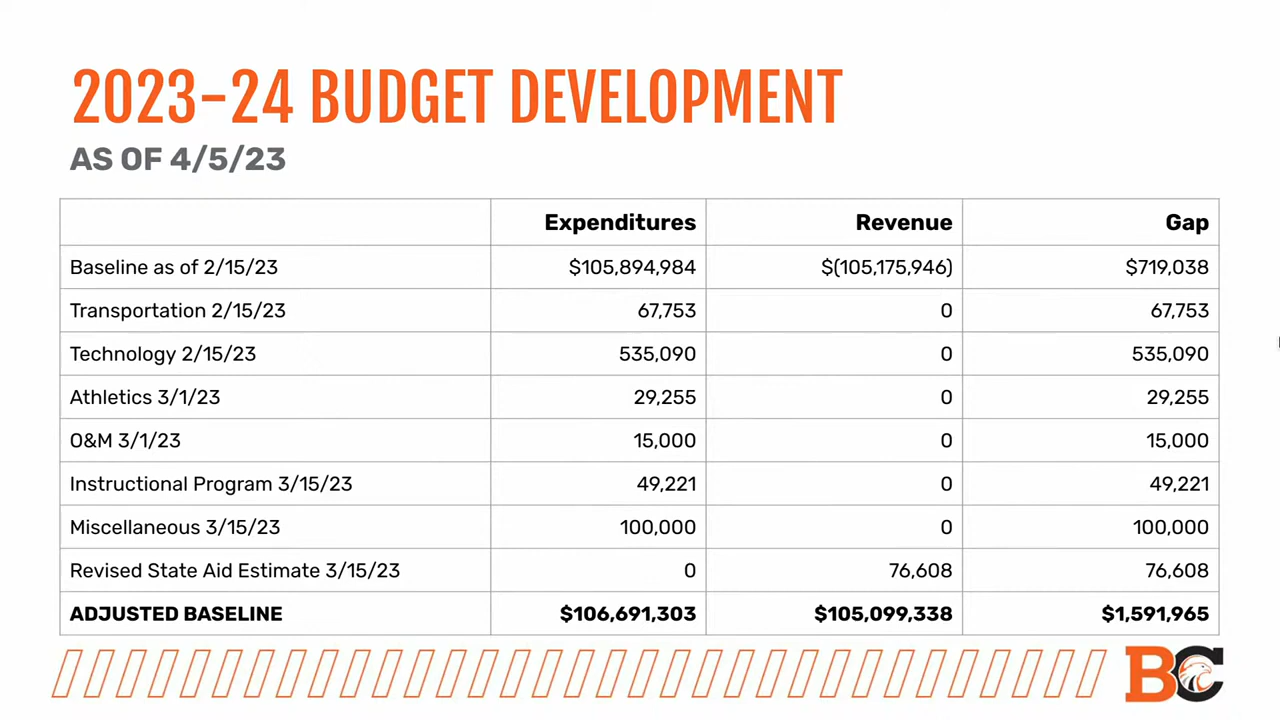 2023-24 BUDGET DEVELOPMENT
AS OF 4/5/23
Expenditures Revenue Gap
Baseline as of 2/15/23 $105,894,984 $(105,175,946) $719,038
Transportation 2/15/23 67,753 0 67,753
Technology 2/15/23 535,090 0 535,090
Athletics 3/1/23 29,255 0 29,255
O&M 3/1/23 15,000 0 15,000
Instructional Program 3/15/23 49,221 0 49,221
Miscellaneous 3/15/23 100,000 0 100,000
Revised State Aid Estimate 3/15/23 0 76,608 76,608
ADJUSTED BASELINE $106,691,303 $105,099,338 $1,591,965
BC